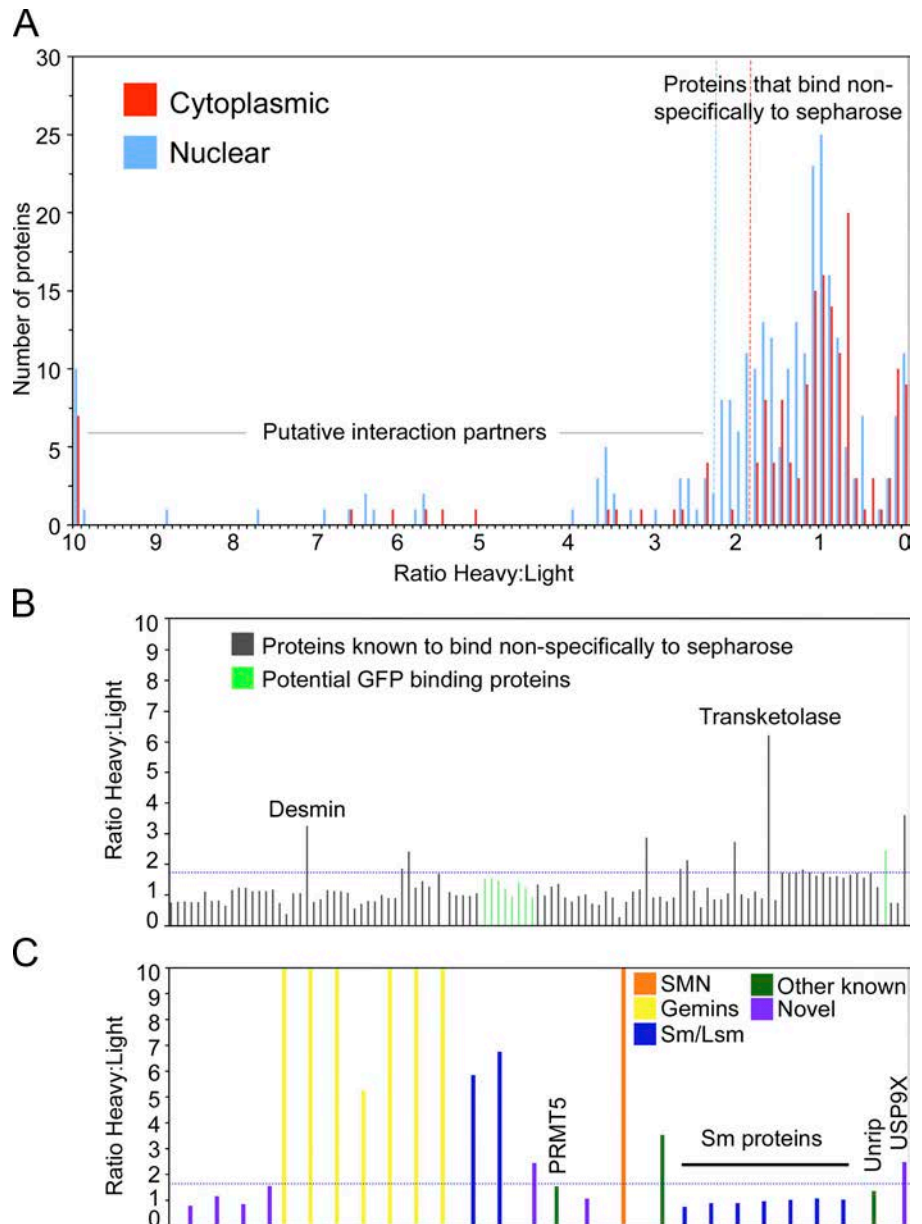 A
30
25
20
15
10
5
0
Number of proteins
Cytoplasmic
Nuclear
Proteins that bind non-
specifically to sepharose
Putative interaction partners
10 9 8 7 6 5 4 3 2 1 0
Ratio Heavy:Light
B
10
9
8
7
6
5
4
3
2
1
0
Ratio Heavy:Light
Proteins known to bind non-specifically to sepharose
Potential GFP binding proteins
Desmin
Transketolase
C
10
9
8
7
6
5
4
3
2
1
0
Ratio Heavy:Light
SMN
Gemins
Sm/Lsm
Other known
Novel
PRMT5
Sm proteins
Unrip
USP9X